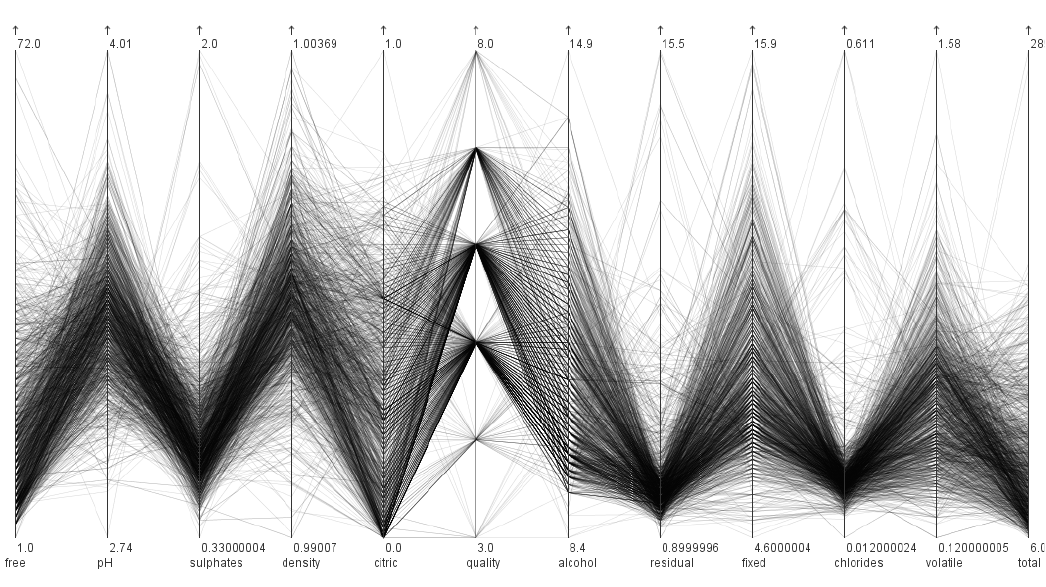 ↑ ↑ ↑ ↑ ↑ ↑ ↑ ↑ ↑ ↑ ↑ ↑
72.0 4.01 2.0 1.00369 1.0 8.0 14.9 15.5 15.9 0.611 1.58 28
1.0 2.74 0.33000004 0.99007 0.0 3.0 8.4 0.8999996 4.6000004 0.012000024 0.120000005 6.0
free pH sulphates density citric quality alcohol residual fixed chlorides volatile total